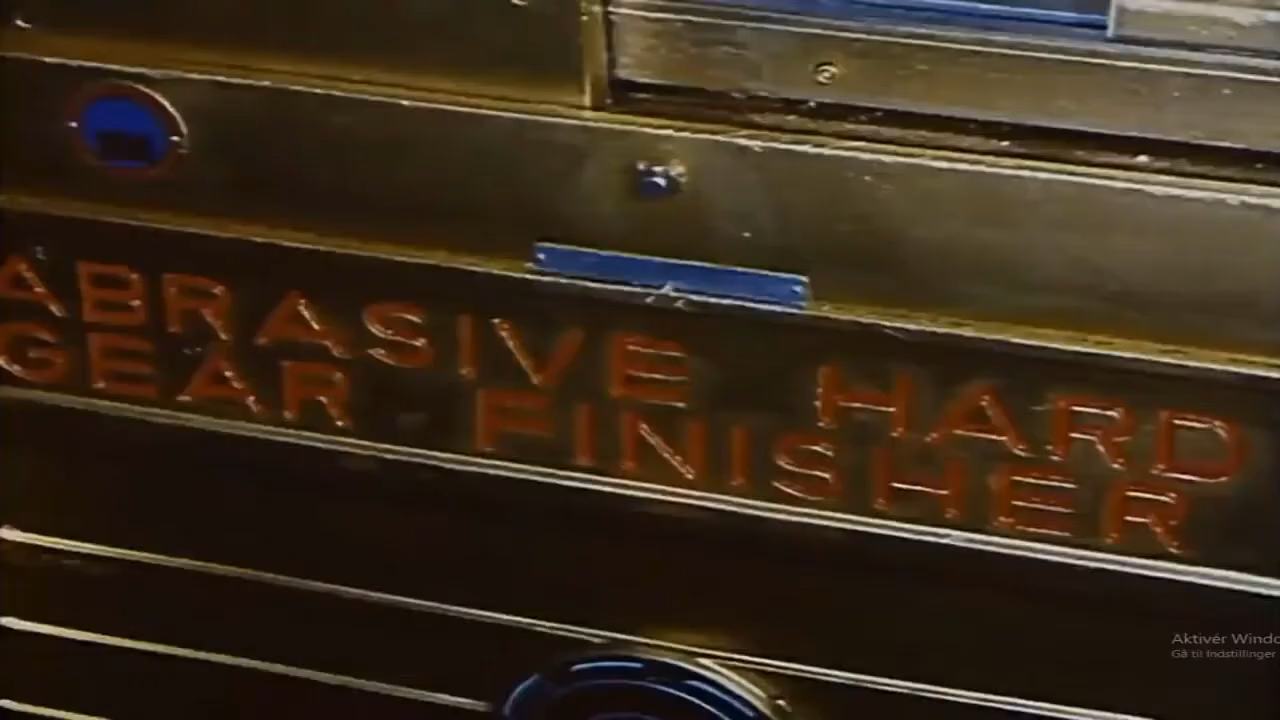 ABRASIVE HARD
GEAR FINISHER
Aktivér Windo
Gå til Indstillinger